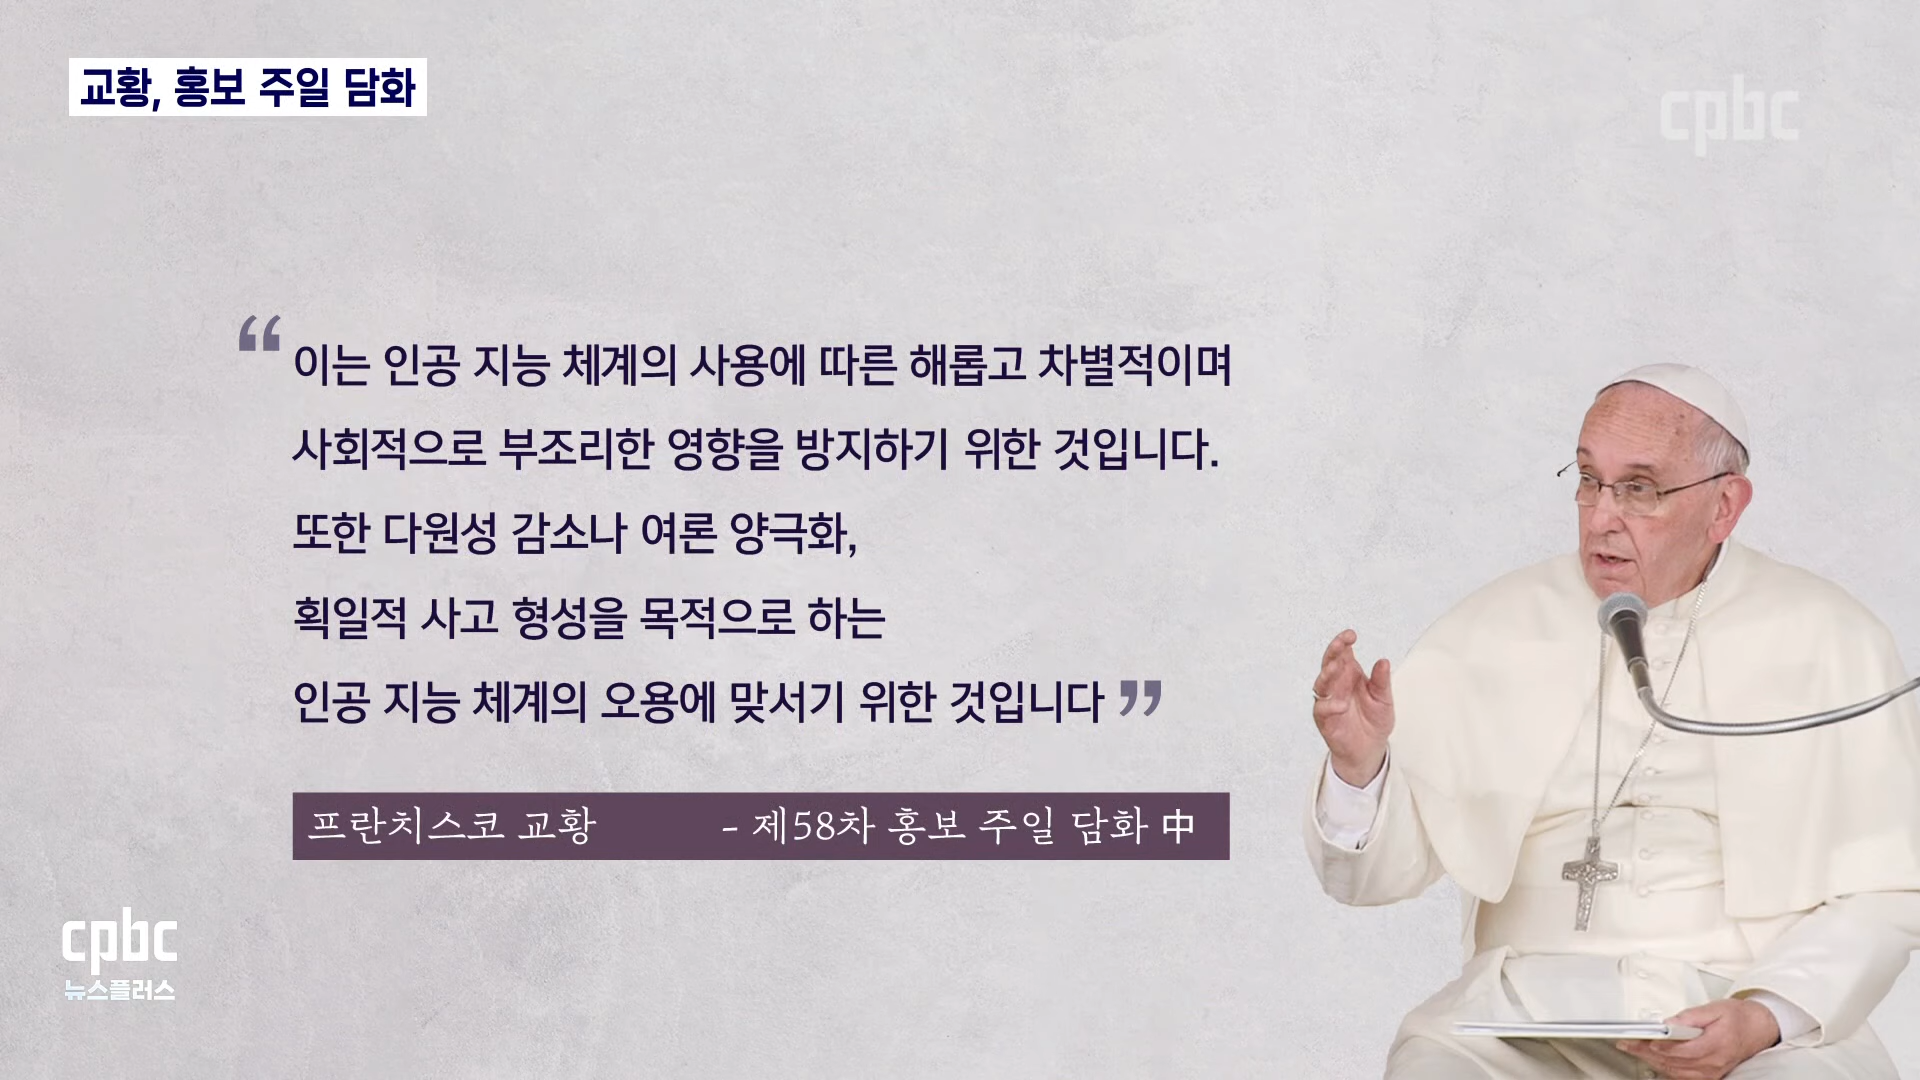 교황, 홍보 주일 담화
cpbc
“ 이는 인공 지능 체계의 사용에 따른 해롭고 차별적이며
사회적으로 부조리한 영향을 방지하기 위한 것입니다.
또한 다원성 감소나 여론 양극화,
획일적 사고 형성을 목적으로 하는
인공 지능 체계의 오용에 맞서기 위한 것입니다 ”
프란치스코 교황 - 제58차 홍보 주일 담화 中
cpbc
뉴스플러스